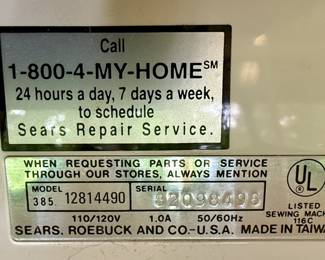 Call
1-800-4-MY-HOME℠
24 hours a day, 7 days a week,
to schedule
Sears Repair Service.
WHEN REQUESTING PARTS OR SERVICE
THROUGH OUR STORES, ALWAYS MENTION
MODEL SERIAL
385. 12814490
110/120V 1.0A 50/60Hz
SEARS, ROEBUCK AND CO.-U.S.A. MADE IN TAIWA
UL
LISTED
SEWING MACH
116C